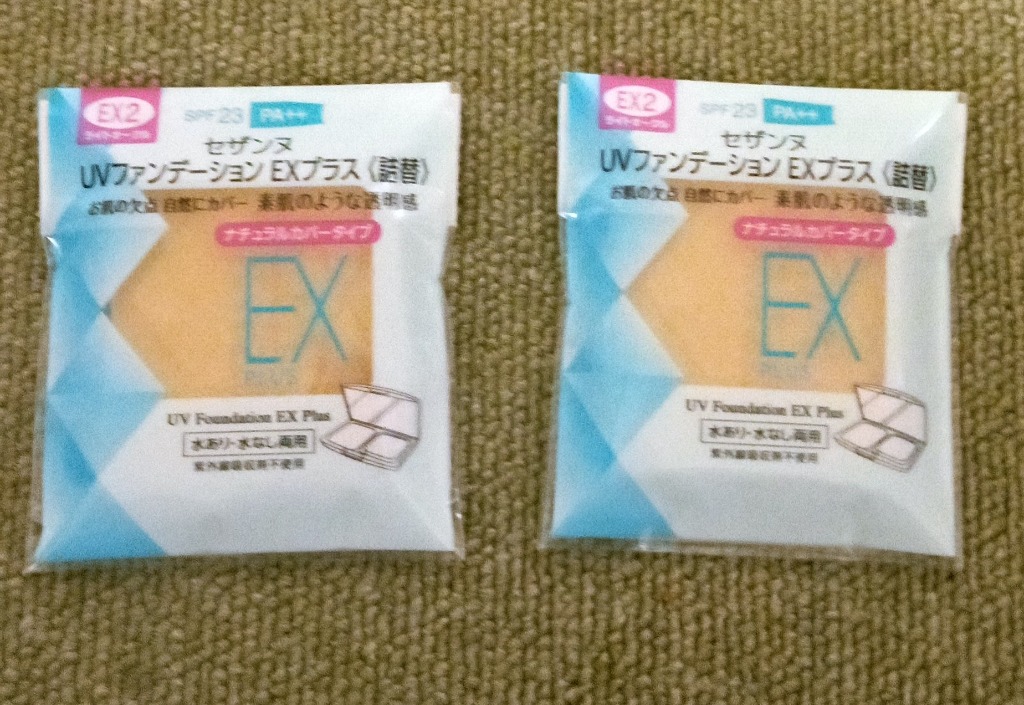 EX2
ライトオークル
SPF23 PA++
セザンヌ
UVファンデーション EXプラス《詰替》
お肌の欠点 自然にカバー 素肌のような透明感
ナチュラルカバータイプ
EX
PLUS
UV Foundation EX Plus
水あり・水なし両用
紫外線吸収剤不使用
EX2
ライトオークル
SPF23 PA++
セザンヌ
UVファンデーション EXプラス《詰替》
お肌の欠点 自然にカバー 素肌のような透明感
ナチュラルカバータイプ
EX
PLUS
UV Foundation EX Plus
水あり・水なし両用
紫外線吸収剤不使用